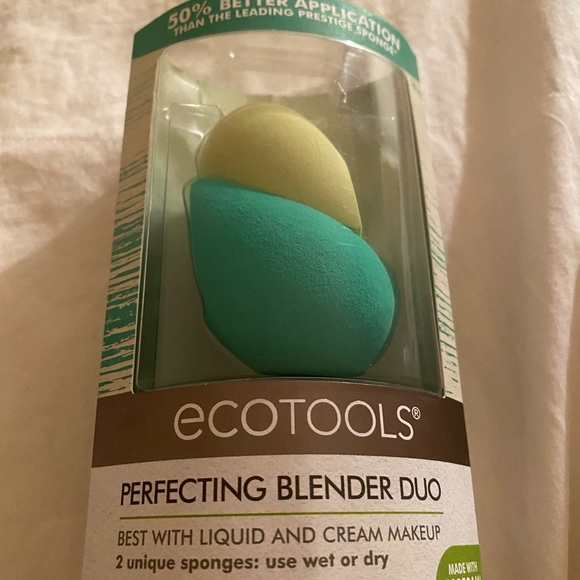 50% BETTER APPLICATION
THAN THE LEADING PRESTIGE SPONGE*
ecoTOOLS®
PERFECTING BLENDER DUO
BEST WITH LIQUID AND CREAM MAKEUP
2 unique sponges: use wet or dry
MADE WITH